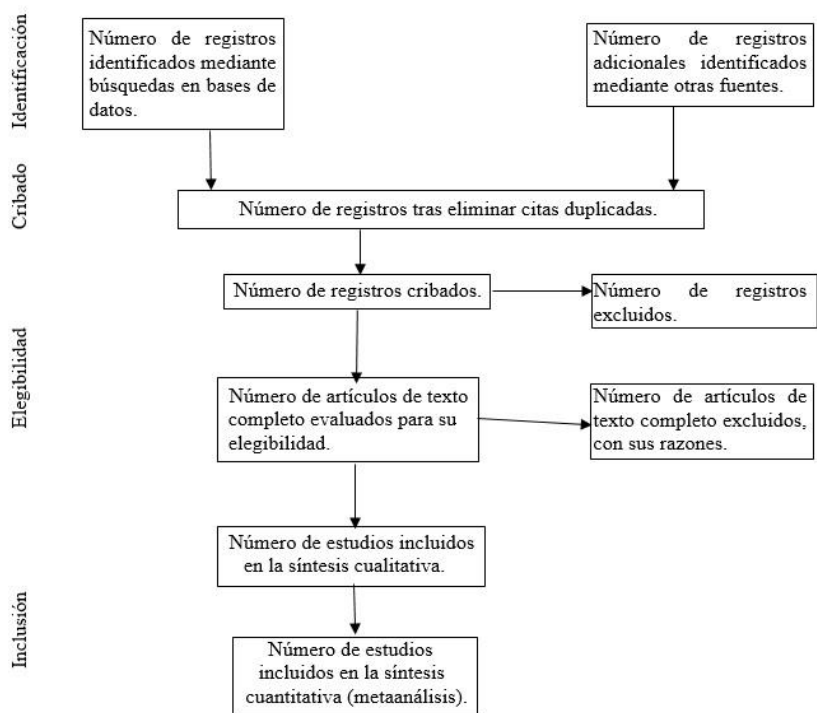 Identificación
Número de registros
identificados mediante
búsquedas en bases de
datos.
Número de registros
adicionales identificados
mediante otras fuentes.
Cribado
Número de registros tras eliminar citas duplicadas.
Número de registros cribados.
Número de registros
excluidos.
Elegibilidad
Número de artículos de texto
completo evaluados para su
elegibilidad.
Número de artículos de
texto completo excluidos,
con sus razones.
Número de estudios incluidos
en la síntesis cualitativa.
Inclusión
Número de estudios
incluidos en la síntesis
cuantitativa (metaanálisis).